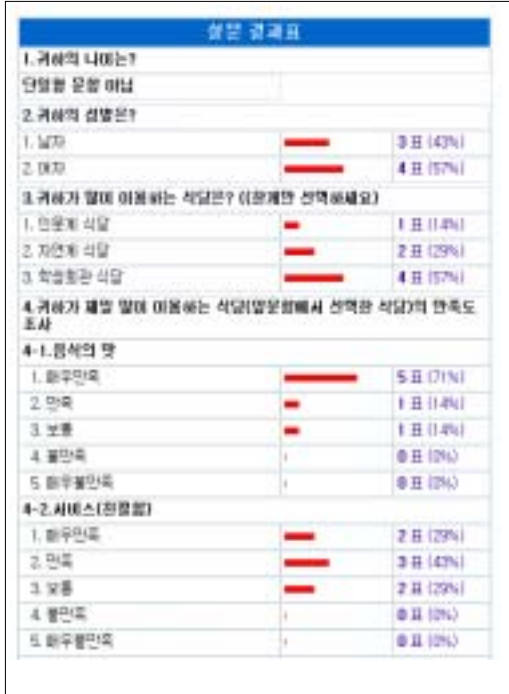 설문 결과표
1.귀하의 나이는?
단일형 문항 아님
2.귀하의 성별은?
1. 남자 3 표 (43%)
2. 여자 4 표 (57%)
3.귀하가 많이 이용하는 식당은? ((한개만 선택하세요)
1. 인문계 식당 1 표 (14%)
2. 자연계 식당 2 표 (29%)
3. 학생회관 식당 4 표 (57%)
4.귀하가 제일 많이 이용하는 식당(앞문항에서 선택한 식당)의 만족도
조사
4-1.음식의 맛
1. 매우만족 5 표 (71%)
2. 만족 1 표 (14%)
3. 보통 1 표 (14%)
4. 불만족 0 표 (0%)
5. 매우불만족 0 표 (0%)
4-2.서비스(친절함)
1. 매우만족 2 표 (29%)
2. 만족 3 표 (43%)
3. 보통 2 표 (29%)
4. 불만족 0 표 (0%)
5. 매우불만족 0 표 (0%)